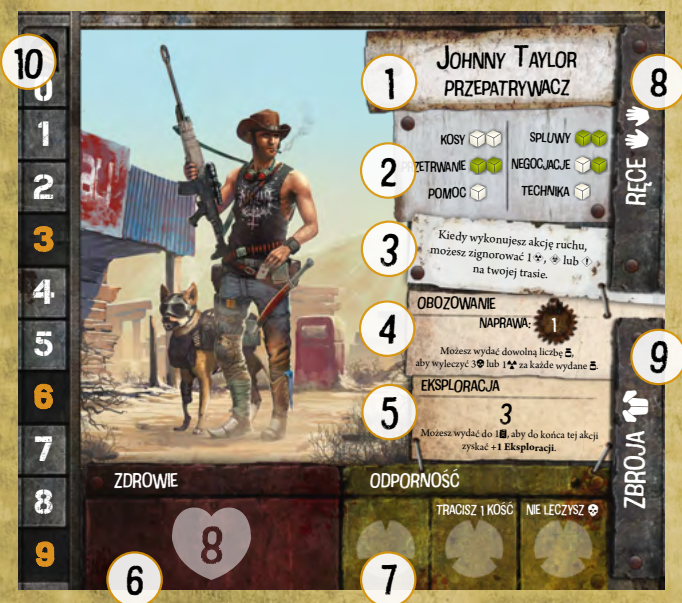 10
0
1
2
3
4
5
6
7
8
9
1
JOHNNY TAYLOR
PRZEPATRYWACZ
2
KOSY
SPLUWY
PRZETRWANIE
NEGOCJACJE
POMOC
TECHNIKA
3
Kiedy wykonujesz akcję ruchu,
możesz zignorować 1 , lub
na twojej trasie.
4
OBOZOWANIE
NAPRAWA: 1
Możesz wydać dowolną liczbę ,
aby wyleczyć 3 lub 1 za każde wydane .
5
EKSPLORACJA
3
Możesz wydać do 1 , aby do końca tej akcji
zyskać +1 Eksploracji.
8
RĘCE
9
ZBROJA
ZDROWIE
8
6
ODPORNOŚĆ
TRACISZ 1 KOŚĆ
NIE LECZYSZ
7